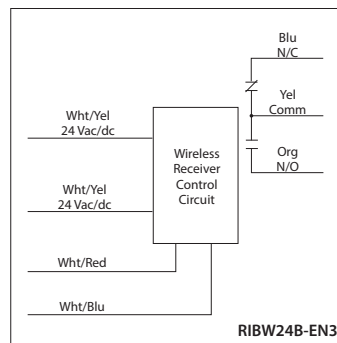 Blu
N/C
Yel
Comm
Org
N/O
Wht/Yel
24 Vac/dc
Wireless
Receiver
Control
Circuit
Wht/Yel
24 Vac/dc
Wht/Red
Wht/Blu
RIBW24B-EN3